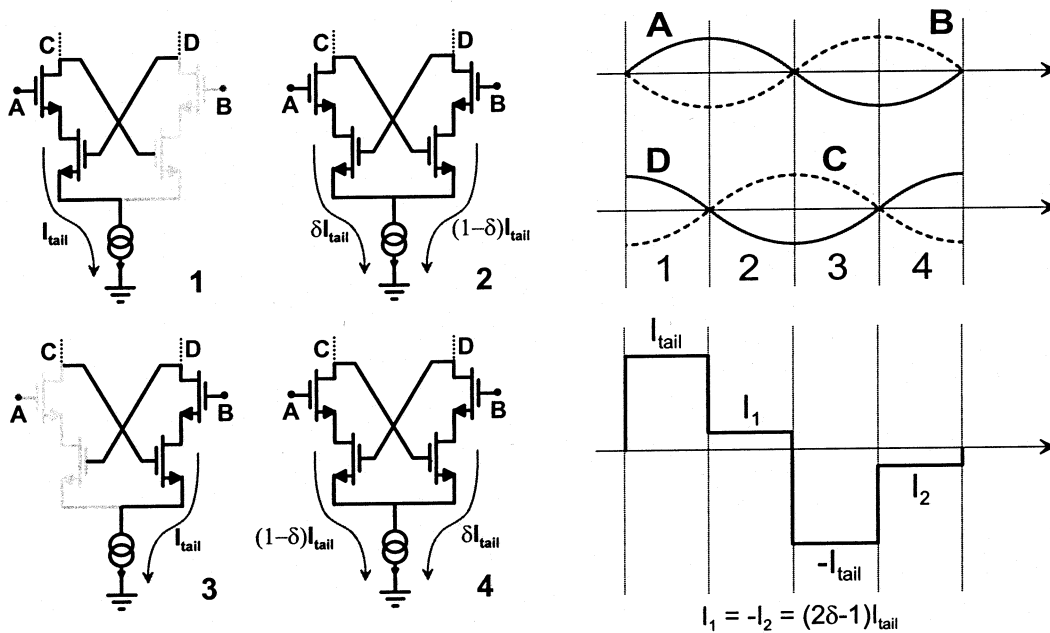 C D
A B
I_tail
1
C D
A B
δI_tail (1−δ)I_tail
2
C D
A B
I_tail
3
C D
A B
(1−δ)I_tail δI_tail
4
A B
D C
1 2 3 4
I_tail
I_1
I_2
-I_tail
I_1 = -I_2 = (2δ-1)I_tail